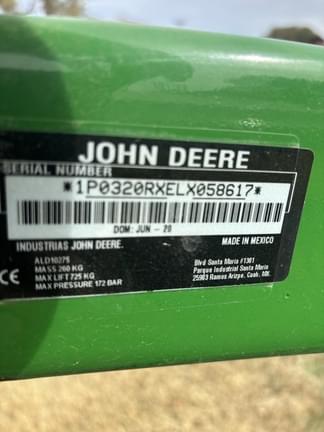 JOHN DEERE
SERIAL NUMBER
*1P0320RXELX058617*
DOM: JUN - 20
INDUSTRIAS JOHN DEERE.
MADE IN MEXICO
ALD10275
MASS 260 KG
MAX LIFT 725 KG
MAX PRESSURE 172 BAR
CE
Blvd Santa Maria #1301
Parque Industrial Santa Maria
25903 Ramos Arizpe, Coah, MX.